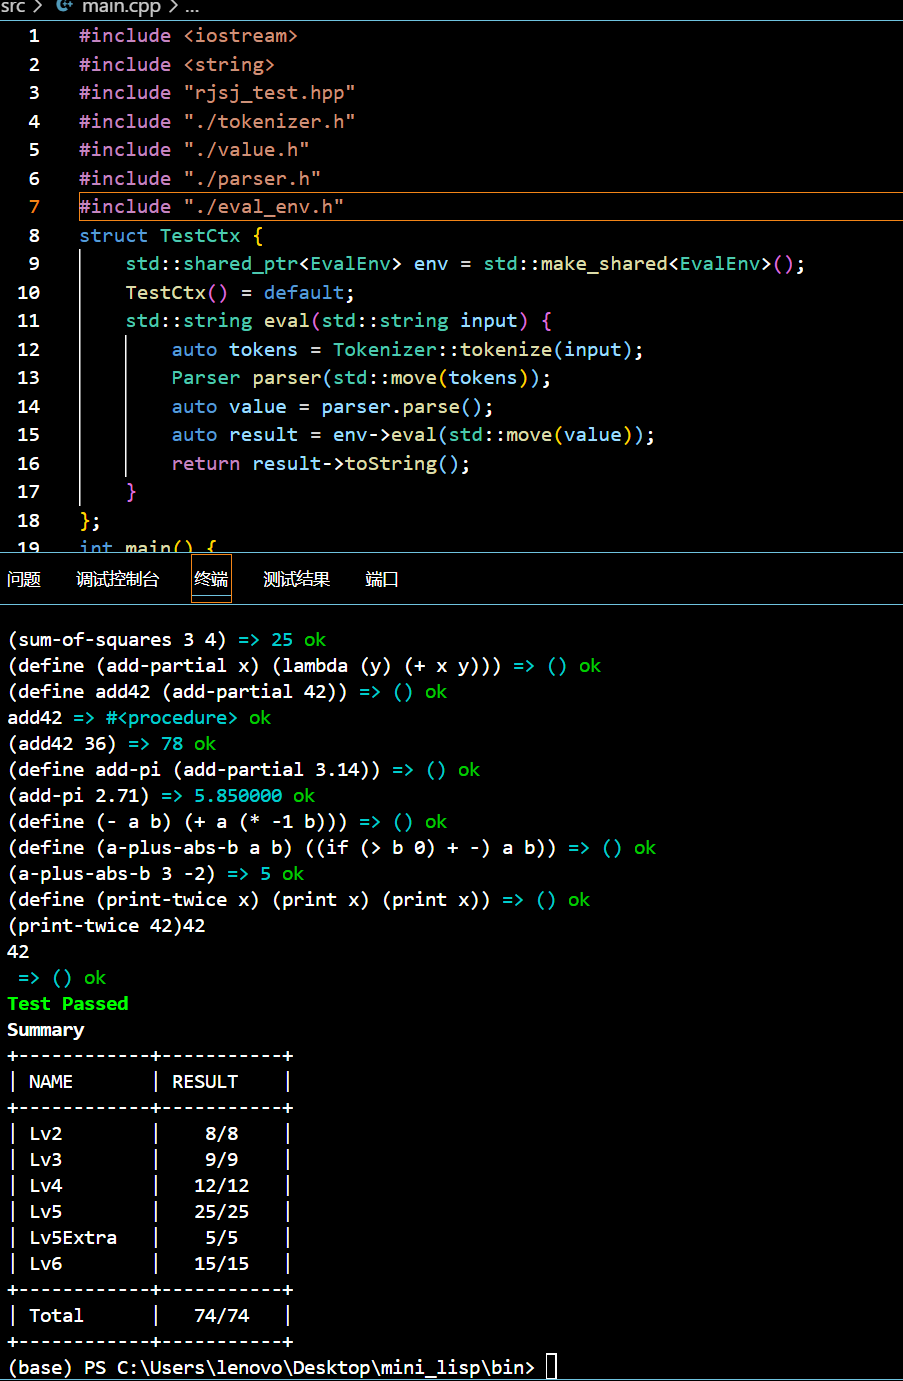 src > main.cpp > ...
1 #include <iostream>
2 #include <string>
3 #include "rjsj_test.hpp"
4 #include "./tokenizer.h"
5 #include "./value.h"
6 #include "./parser.h"
7 #include "./eval_env.h"
8 struct TestCtx {
9     std::shared_ptr<EvalEnv> env = std::make_shared<EvalEnv>();
10     TestCtx() = default;
11     std::string eval(std::string input) {
12         auto tokens = Tokenizer::tokenize(input);
13         Parser parser(std::move(tokens));
14         auto value = parser.parse();
15         auto result = env->eval(std::move(value));
16         return result->toString();
17     }
18 };
19 int main() {
问题 调试控制台 终端 测试结果 端口
(sum-of-squares 3 4) => 25 ok
(define (add-partial x) (lambda (y) (+ x y))) => () ok
(define add42 (add-partial 42)) => () ok
add42 => #<procedure> ok
(add42 36) => 78 ok
(define add-pi (add-partial 3.14)) => () ok
(add-pi 2.71) => 5.850000 ok
(define (- a b) (+ a (* -1 b))) => () ok
(define (a-plus-abs-b a b) ((if (> b 0) + -) a b)) => () ok
(a-plus-abs-b 3 -2) => 5 ok
(define (print-twice x) (print x) (print x)) => () ok
(print-twice 42)42
42
 => () ok
Test Passed
Summary
+------------+-----------+
| NAME       | RESULT    |
+------------+-----------+
| Lv2        |    8/8    |
| Lv3        |    9/9    |
| Lv4        |   12/12   |
| Lv5        |   25/25   |
| Lv5Extra   |    5/5    |
| Lv6        |   15/15   |
+------------+-----------+
| Total      |   74/74   |
+------------+-----------+
(base) PS C:\Users\lenovo\Desktop\mini_lisp\bin>